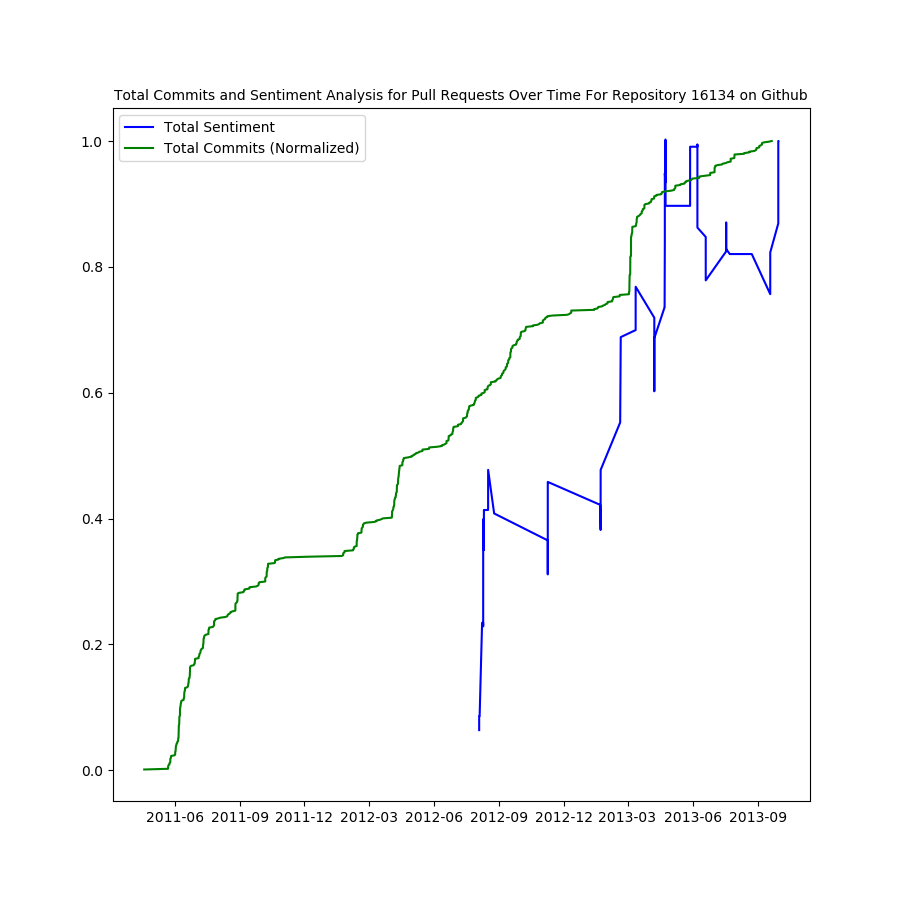 Total Commits and Sentiment Analysis for Pull Requests Over Time For Repository 16134 on Github
Total Sentiment
Total Commits (Normalized)
1.0
0.8
0.6
0.4
0.2
0.0
2011-06 2011-09 2011-12 2012-03 2012-06 2012-09 2012-12 2013-03 2013-06 2013-09